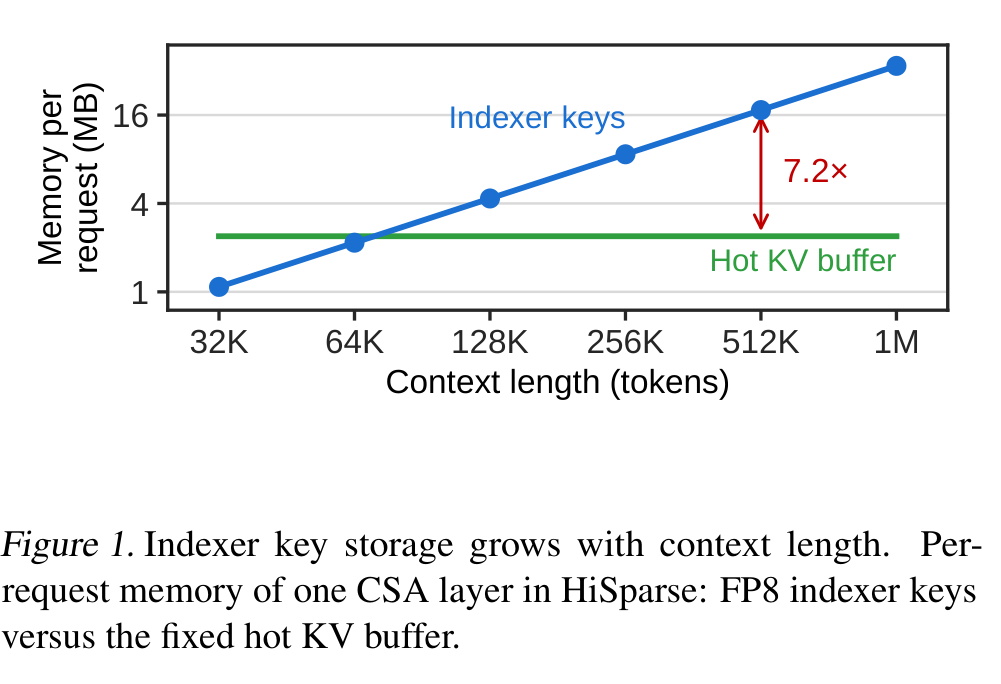 Memory per
request (MB)
16
4
1
Indexer keys
7.2×
Hot KV buffer
32K 64K 128K 256K 512K 1M
Context length (tokens)
Figure 1. Indexer key storage grows with context length. Per-
request memory of one CSA layer in HiSparse: FP8 indexer keys
versus the fixed hot KV buffer.